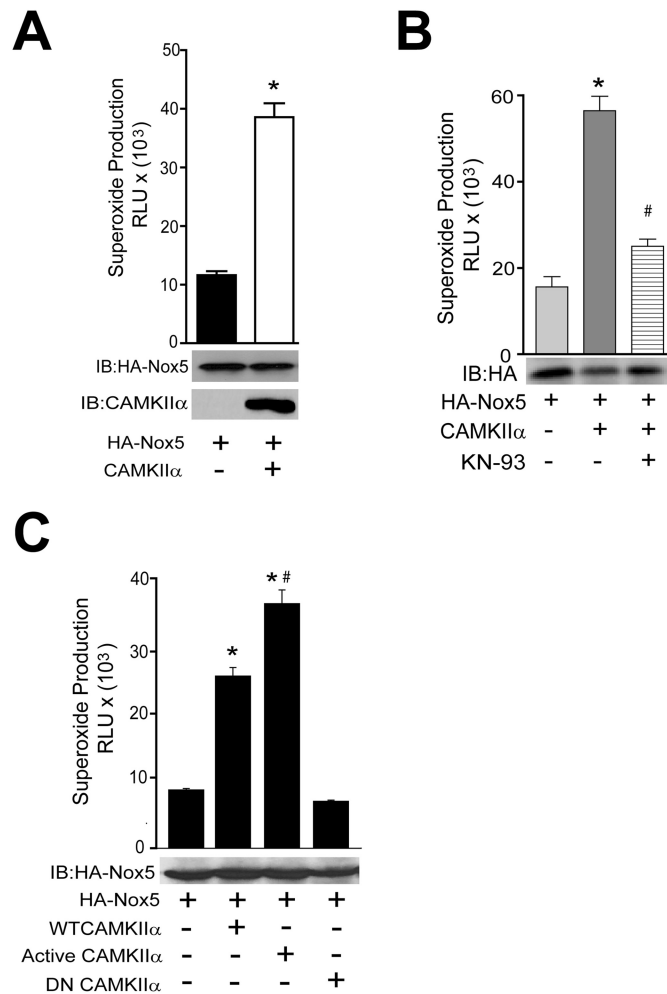 A
Superoxide Production
RLU x (10³)
50
40
30
20
10
0
*
IB:HA-Nox5
IB:CAMKIIα
HA-Nox5 + +
CAMKIIα - +
B
Superoxide Production
RLU x (10³)
60
40
20
0
*
#
IB:HA
HA-Nox5 + + +
CAMKIIα - + +
KN-93 - - +
C
Superoxide Production
RLU x (10³)
40
30
20
10
0
*
* #
IB:HA-Nox5
HA-Nox5 + + + +
WTCAMKIIα - + - -
Active CAMKIIα - - + -
DN CAMKIIα - - - +